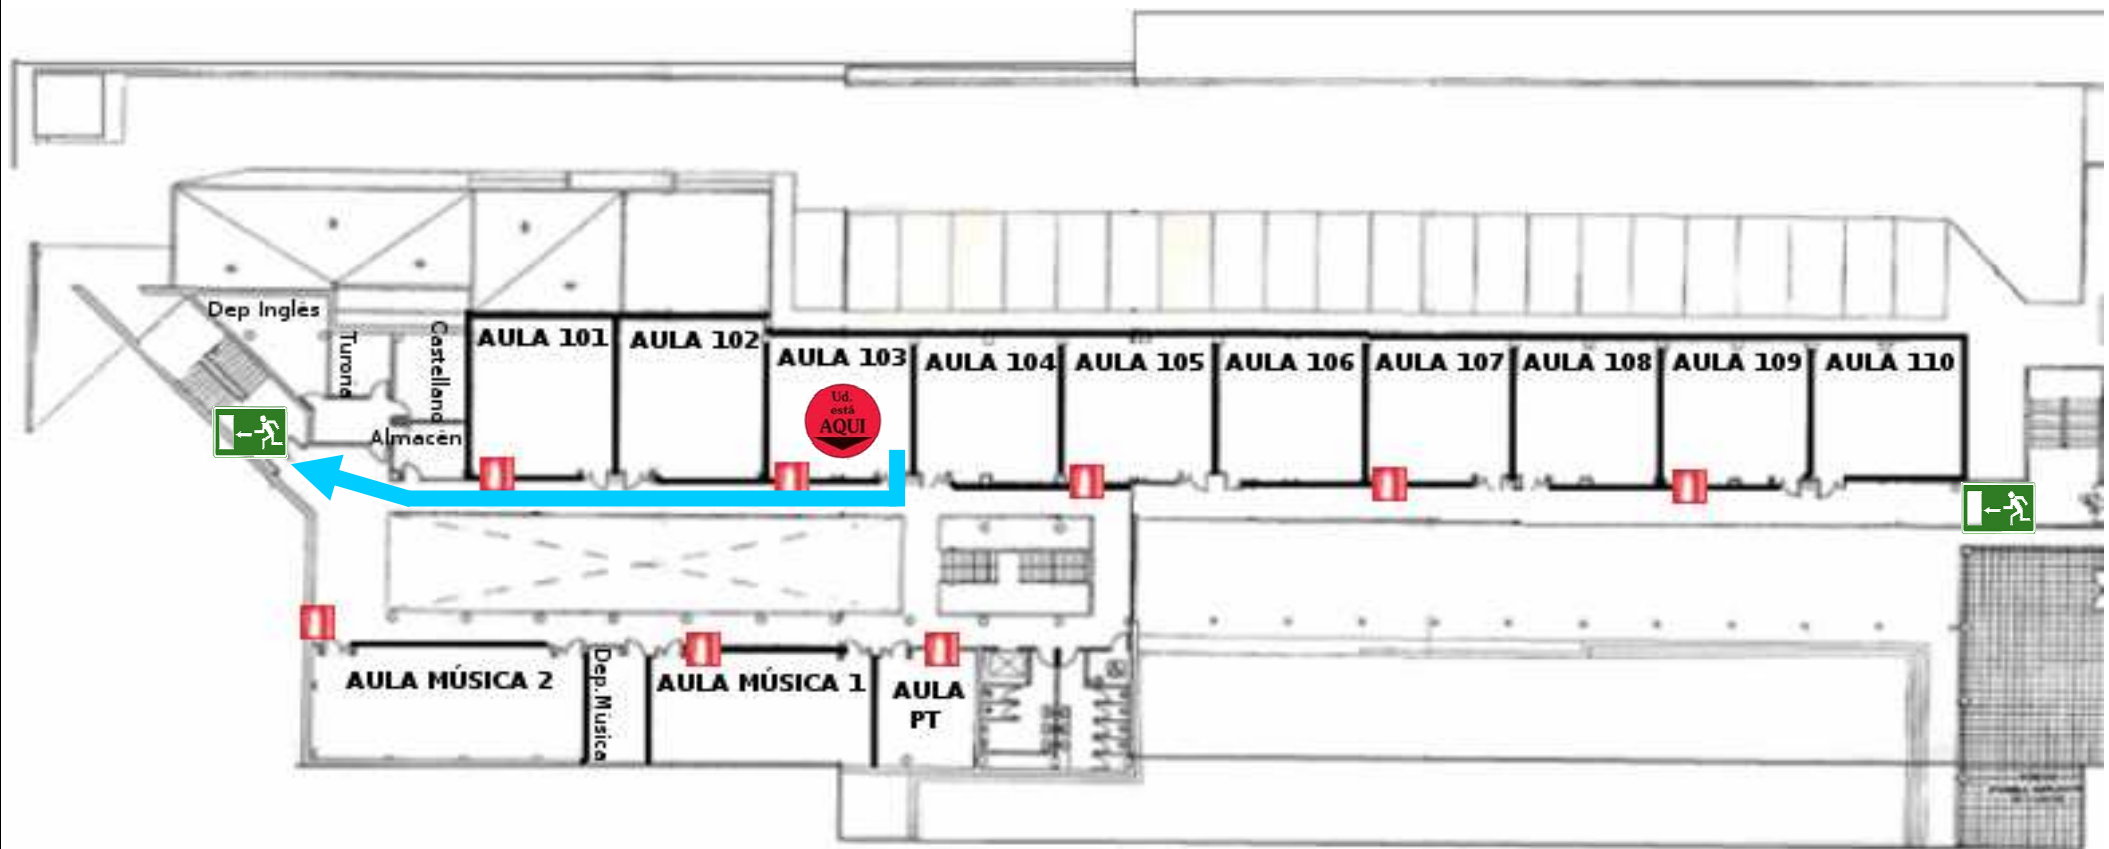 Dep Inglés
Turona
Castellano
Almacén
AULA 101
AULA 102
AULA 103
Ud.
está
AQUI
AULA 104
AULA 105
AULA 106
AULA 107
AULA 108
AULA 109
AULA 110
AULA MÚSICA 2
Dep.Música
AULA MÚSICA 1
AULA
PT